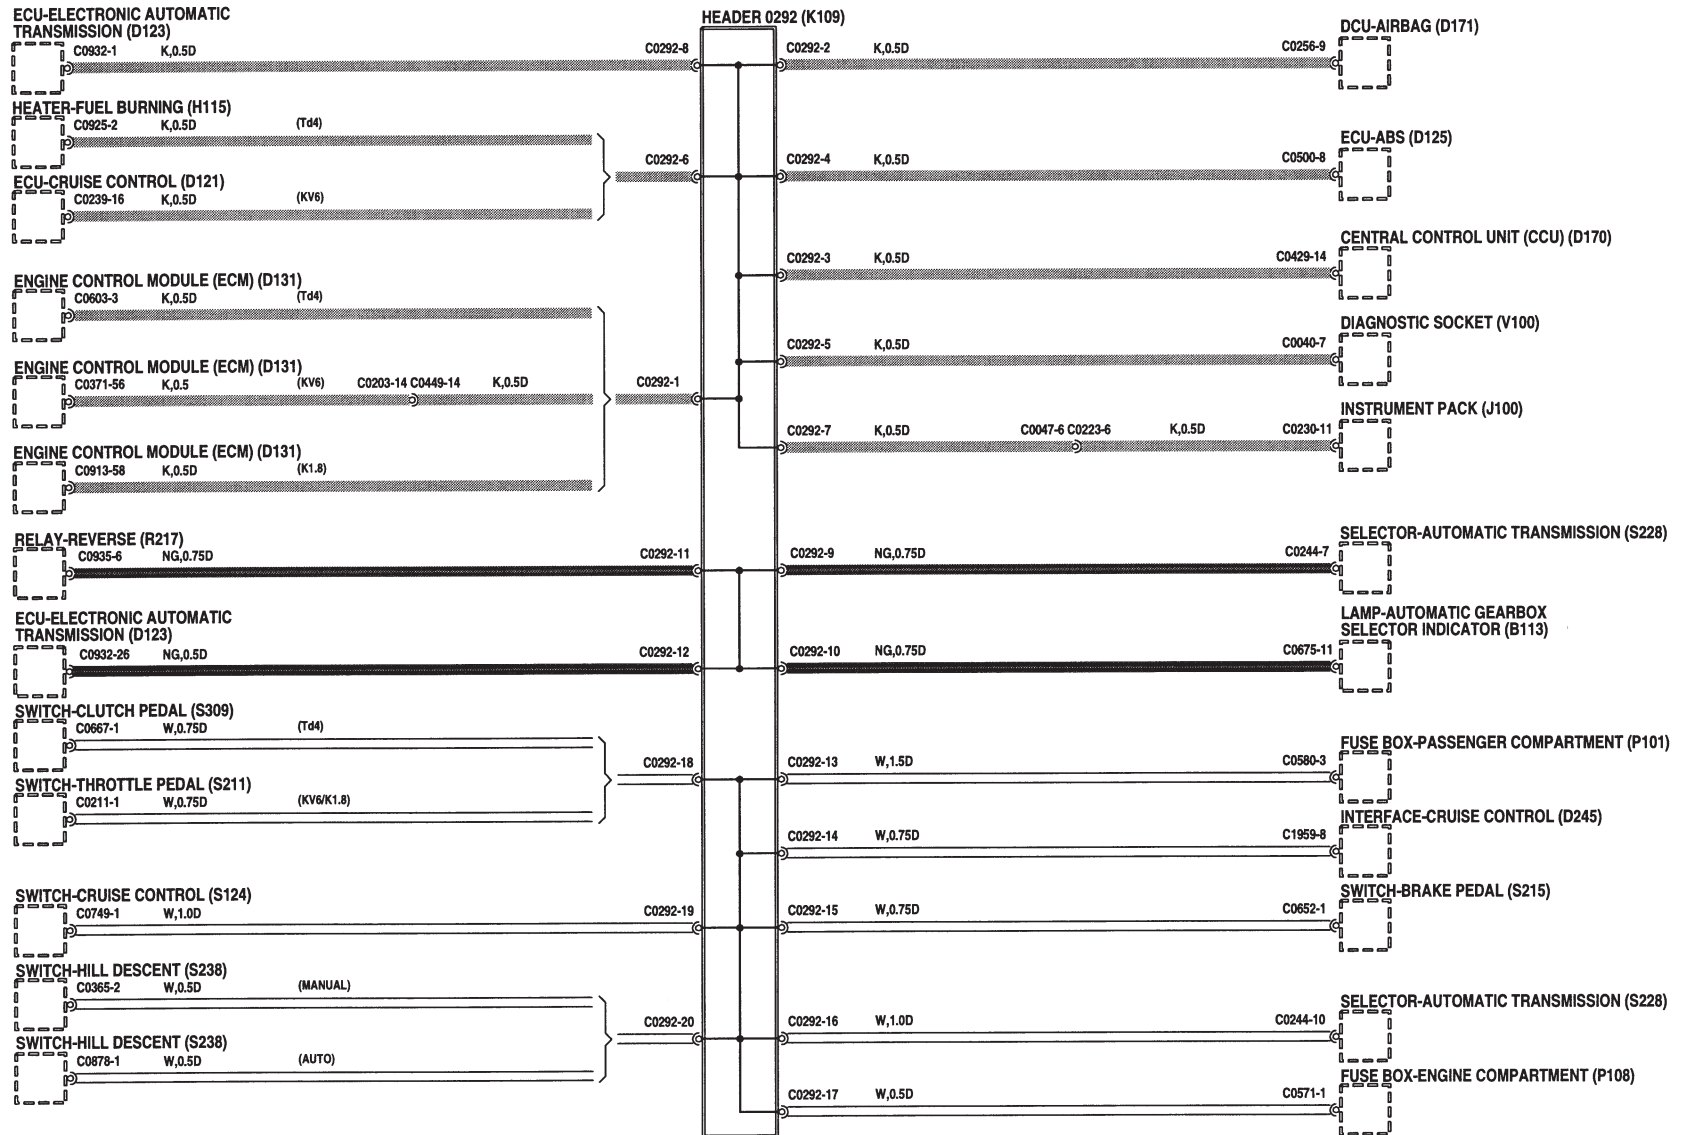 ECU-ELECTRONIC AUTOMATIC
TRANSMISSION (D123)
C0932-1 K,0.5D C0292-8
HEATER-FUEL BURNING (H115)
C0925-2 K,0.5D (Td4)
C0292-6
ECU-CRUISE CONTROL (D121)
C0239-16 K,0.5D (KV6)
ENGINE CONTROL MODULE (ECM) (D131)
C0603-3 K,0.5D (Td4)
ENGINE CONTROL MODULE (ECM) (D131)
C0371-56 K,0.5 (KV6) C0203-14 C0449-14 K,0.5D C0292-1
ENGINE CONTROL MODULE (ECM) (D131)
C0913-58 K,0.5D (K1.8)
RELAY-REVERSE (R217)
C0935-6 NG,0.75D C0292-11
ECU-ELECTRONIC AUTOMATIC
TRANSMISSION (D123)
C0932-26 NG,0.5D C0292-12
SWITCH-CLUTCH PEDAL (S309)
C0667-1 W,0.75D (Td4)
C0292-18
SWITCH-THROTTLE PEDAL (S211)
C0211-1 W,0.75D (KV6/K1.8)
SWITCH-CRUISE CONTROL (S124)
C0749-1 W,1.0D C0292-19
SWITCH-HILL DESCENT (S238)
C0365-2 W,0.5D (MANUAL)
C0292-20
SWITCH-HILL DESCENT (S238)
C0878-1 W,0.5D (AUTO)
HEADER 0292 (K109)
DCU-AIRBAG (D171)
C0292-2 K,0.5D C0256-9
ECU-ABS (D125)
C0292-4 K,0.5D C0500-8
CENTRAL CONTROL UNIT (CCU) (D170)
C0292-3 K,0.5D C0429-14
DIAGNOSTIC SOCKET (V100)
C0292-5 K,0.5D C0040-7
INSTRUMENT PACK (J100)
C0292-7 K,0.5D C0047-6 C0223-6 K,0.5D C0230-11
SELECTOR-AUTOMATIC TRANSMISSION (S228)
C0292-9 NG,0.75D C0244-7
LAMP-AUTOMATIC GEARBOX
SELECTOR INDICATOR (B113)
C0292-10 NG,0.75D C0675-11
FUSE BOX-PASSENGER COMPARTMENT (P101)
C0292-13 W,1.5D C0580-3
INTERFACE-CRUISE CONTROL (D245)
C0292-14 W,0.75D C1959-8
SWITCH-BRAKE PEDAL (S215)
C0292-15 W,0.75D C0652-1
SELECTOR-AUTOMATIC TRANSMISSION (S228)
C0292-16 W,1.0D C0244-10
FUSE BOX-ENGINE COMPARTMENT (P108)
C0292-17 W,0.5D C0571-1